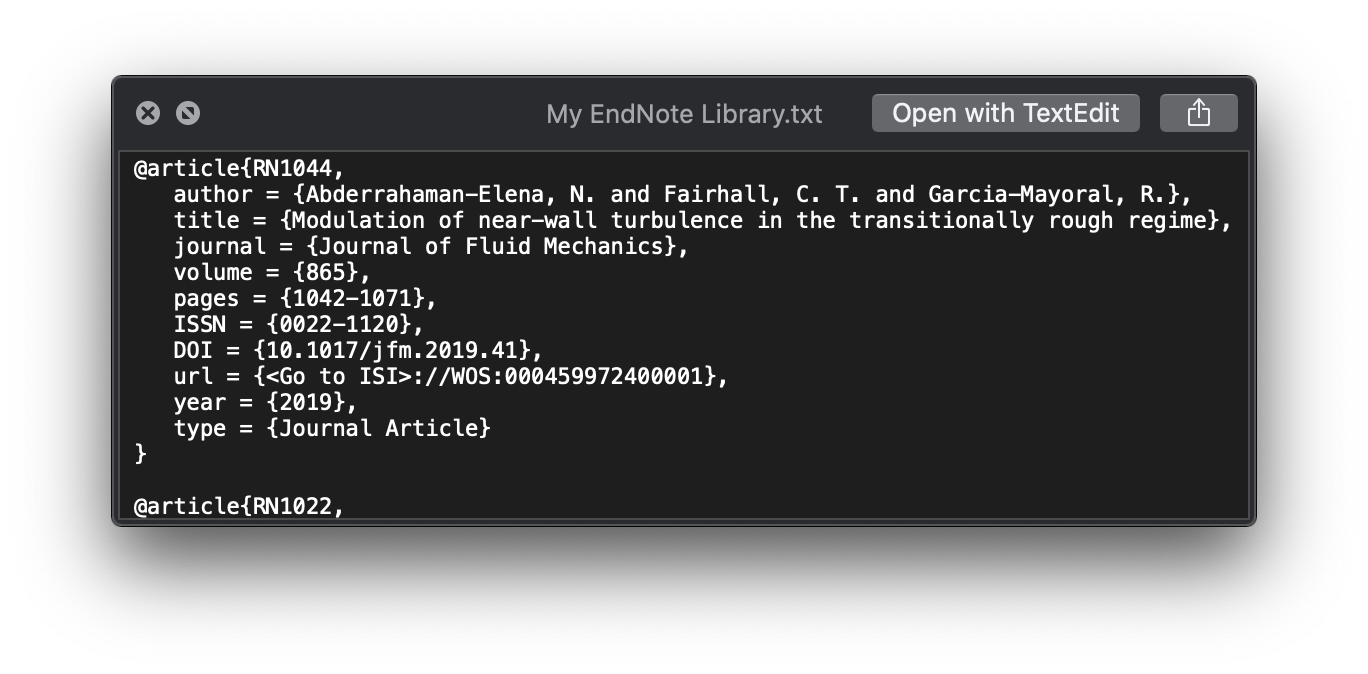 My EndNote Library.txt
Open with TextEdit
@article{RN1044,
   author = {Abderrahaman-Elena, N. and Fairhall, C. T. and Garcia-Mayoral, R.},
   title = {Modulation of near-wall turbulence in the transitionally rough regime},
   journal = {Journal of Fluid Mechanics},
   volume = {865},
   pages = {1042-1071},
   ISSN = {0022-1120},
   DOI = {10.1017/jfm.2019.41},
   url = {<Go to ISI>://WOS:000459972400001},
   year = {2019},
   type = {Journal Article}
}
@article{RN1022,